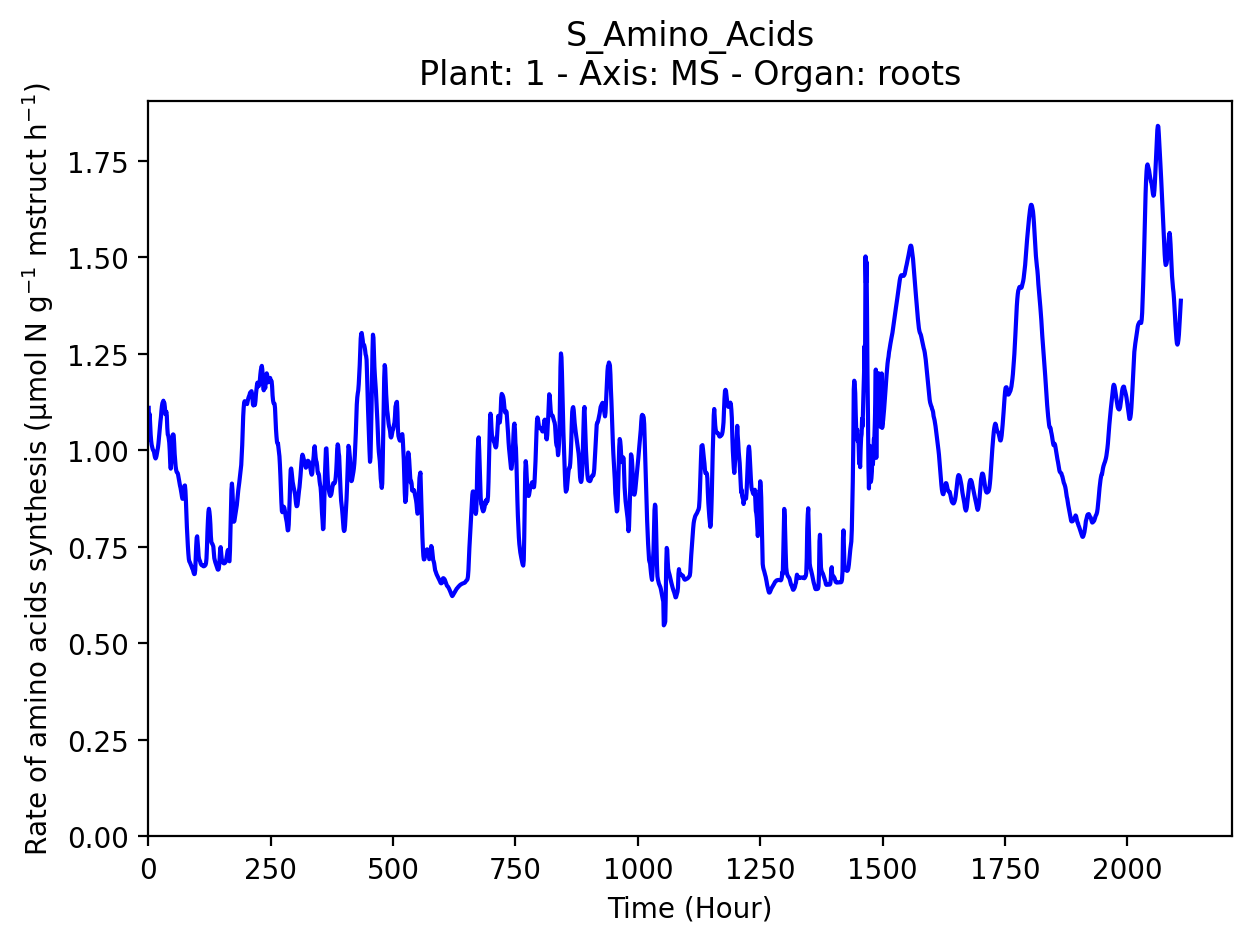 S_Amino_Acids
Plant: 1 - Axis: MS - Organ: roots
Rate of amino acids synthesis (µmol N g⁻¹ mstruct h⁻¹)
1.75
1.50
1.25
1.00
0.75
0.50
0.25
0.00
0 250 500 750 1000 1250 1500 1750 2000
Time (Hour)